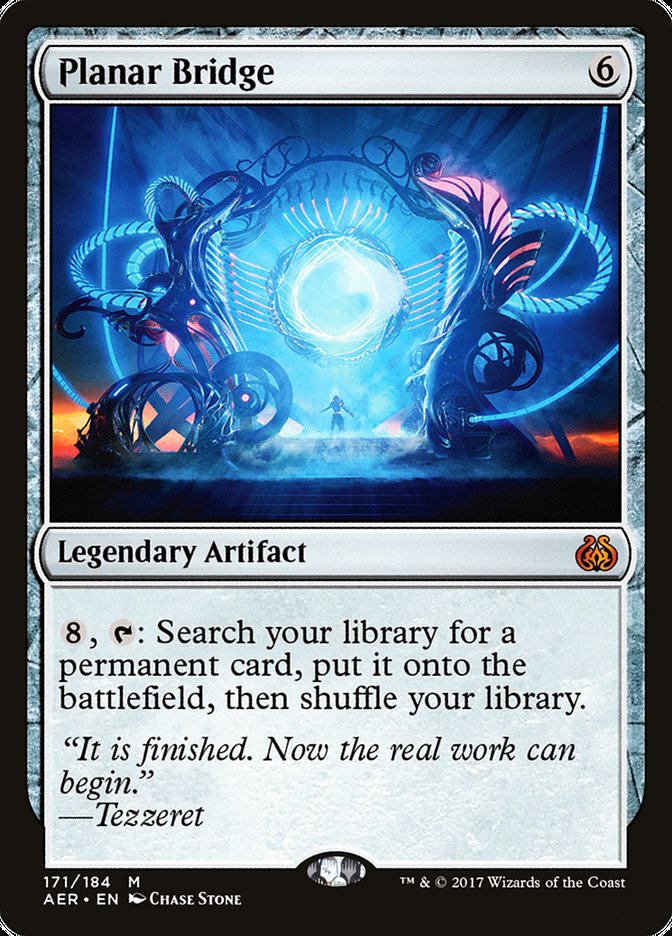 Planar Bridge 6
Legendary Artifact
8, : Search your library for a
permanent card, put it onto the
battlefield, then shuffle your library.
“It is finished. Now the real work can
begin.”
—Tezzeret
171/184 M
AER • EN Chase Stone
™ & © 2017 Wizards of the Coast